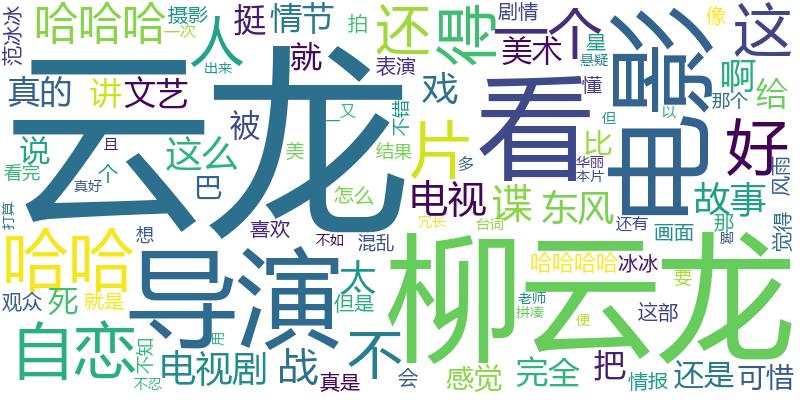 范冰冰
哈哈哈
摄影
一次
出来
人
挺
就
情节
拍
表演
还
不错
得
一个
剧情
美术
星
悬疑
懂
电影
像
这
那个
啊
给
真的
讲
文艺
云龙
被
戏
片
看
比
但
以
好
说
且
看完
个
真好
这么
巴
美
又
结果
怎么
多
电视
谍
东风
华丽
本片
故事
风雨
打算
哈哈
想
喜欢
不如
混乱
冗长
台词
还有
画面
那
脚
觉得
导演
柳云龙
哈哈哈哈
冰冰
要
观众
死
就是
太
但是
老师
拼凑
便
这部
自恋
不知
不忍
电视剧
用
战
真是
不
会
感觉
完全
把
情报
还是
可惜